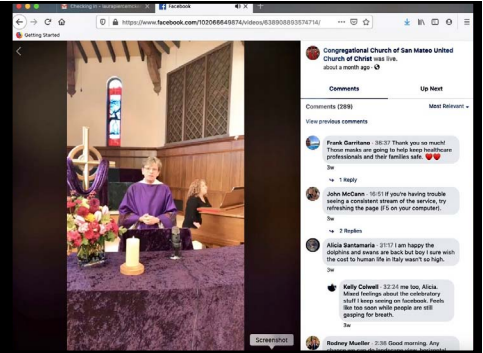 Checking in - laurapiercarlos
Facebook
https://www.facebook.com/102066649874/videos/638908893574714/
Getting Started
Congregational Church of San Mateo United
Church of Christ was live.
about a month ago
Comments
Up Next
Comments (289)
Most Relevant
View previous comments
Frank Garritano · 36:37 Thank you so much!
Those masks are going to help keep healthcare
professionals and their families safe.
3w
1 Reply
John McCann · 16:51 If you're having trouble
seeing a consistent stream of the service, try
refreshing the page (F5 on your computer).
3w
2 Replies
Alicia Santamaria · 31:17 I am happy the
dolphins and swans are back but boy I sure wish
the cost to human life in Italy wasn't so high.
3w
Kelly Colwell · 32:24 me too, Alicia.
Mixed feelings about the celebratory
stuff I keep seeing on facebook. Feels
like too soon while people are still
gasping for breath.
3w
Rodney Mueller · 2:36 Good morning. Any
Screenshot